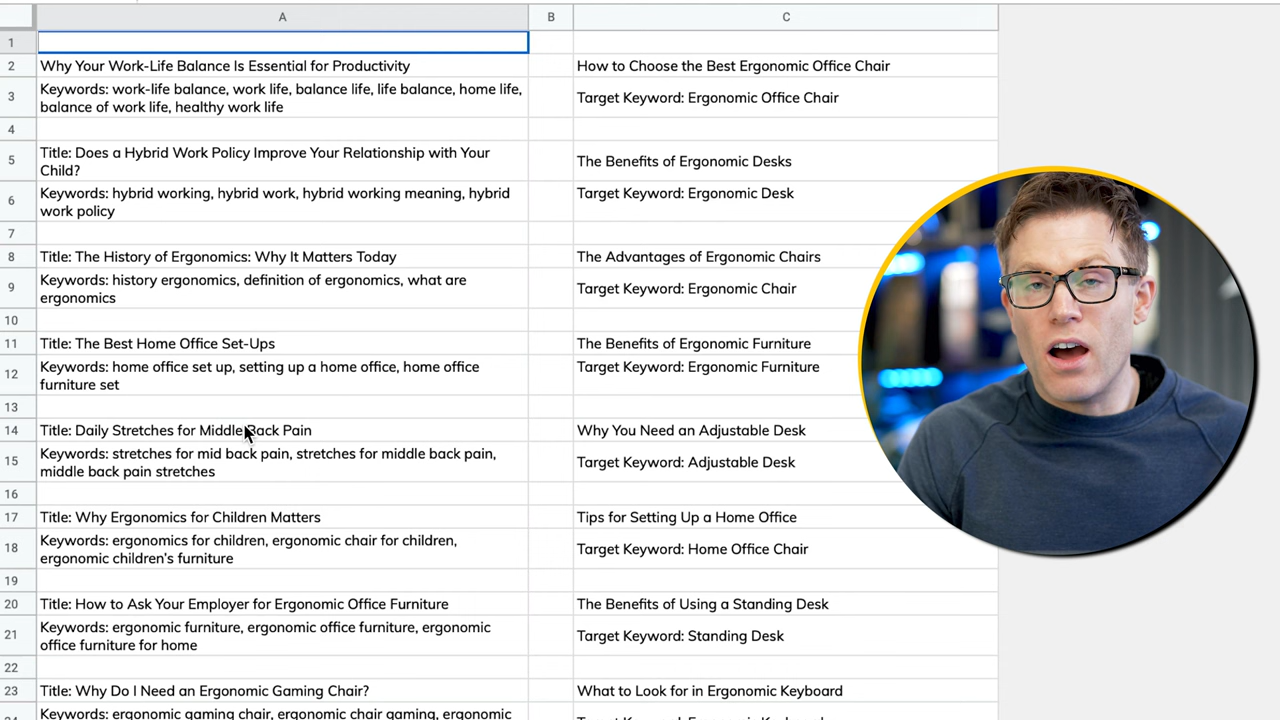 A B C
1
2 Why Your Work-Life Balance Is Essential for Productivity How to Choose the Best Ergonomic Office Chair
3 Keywords: work-life balance, work life, balance life, life balance, home life, Target Keyword: Ergonomic Office Chair
balance of work life, healthy work life
4
5 Title: Does a Hybrid Work Policy Improve Your Relationship with Your The Benefits of Ergonomic Desks
Child?
6 Keywords: hybrid working, hybrid work, hybrid working meaning, hybrid Target Keyword: Ergonomic Desk
work policy
7
8 Title: The History of Ergonomics: Why It Matters Today The Advantages of Ergonomic Chairs
9 Keywords: history ergonomics, definition of ergonomics, what are Target Keyword: Ergonomic Chair
ergonomics
10
11 Title: The Best Home Office Set-Ups The Benefits of Ergonomic Furniture
12 Keywords: home office set up, setting up a home office, home office Target Keyword: Ergonomic Furniture
furniture set
13
14 Title: Daily Stretches for Middle Back Pain Why You Need an Adjustable Desk
15 Keywords: stretches for mid back pain, stretches for middle back pain, Target Keyword: Adjustable Desk
middle back pain stretches
16
17 Title: Why Ergonomics for Children Matters Tips for Setting Up a Home Office
18 Keywords: ergonomics for children, ergonomic chair for children, Target Keyword: Home Office Chair
ergonomic children's furniture
19
20 Title: How to Ask Your Employer for Ergonomic Office Furniture The Benefits of Using a Standing Desk
21 Keywords: ergonomic furniture, ergonomic office furniture, ergonomic Target Keyword: Standing Desk
office furniture for home
22
23 Title: Why Do I Need an Ergonomic Gaming Chair? What to Look for in Ergonomic Keyboard
24 Keywords: ergonomic gaming chair, ergonomic chair gaming, ergonomic Target Keyword: Ergonomic Keyboard